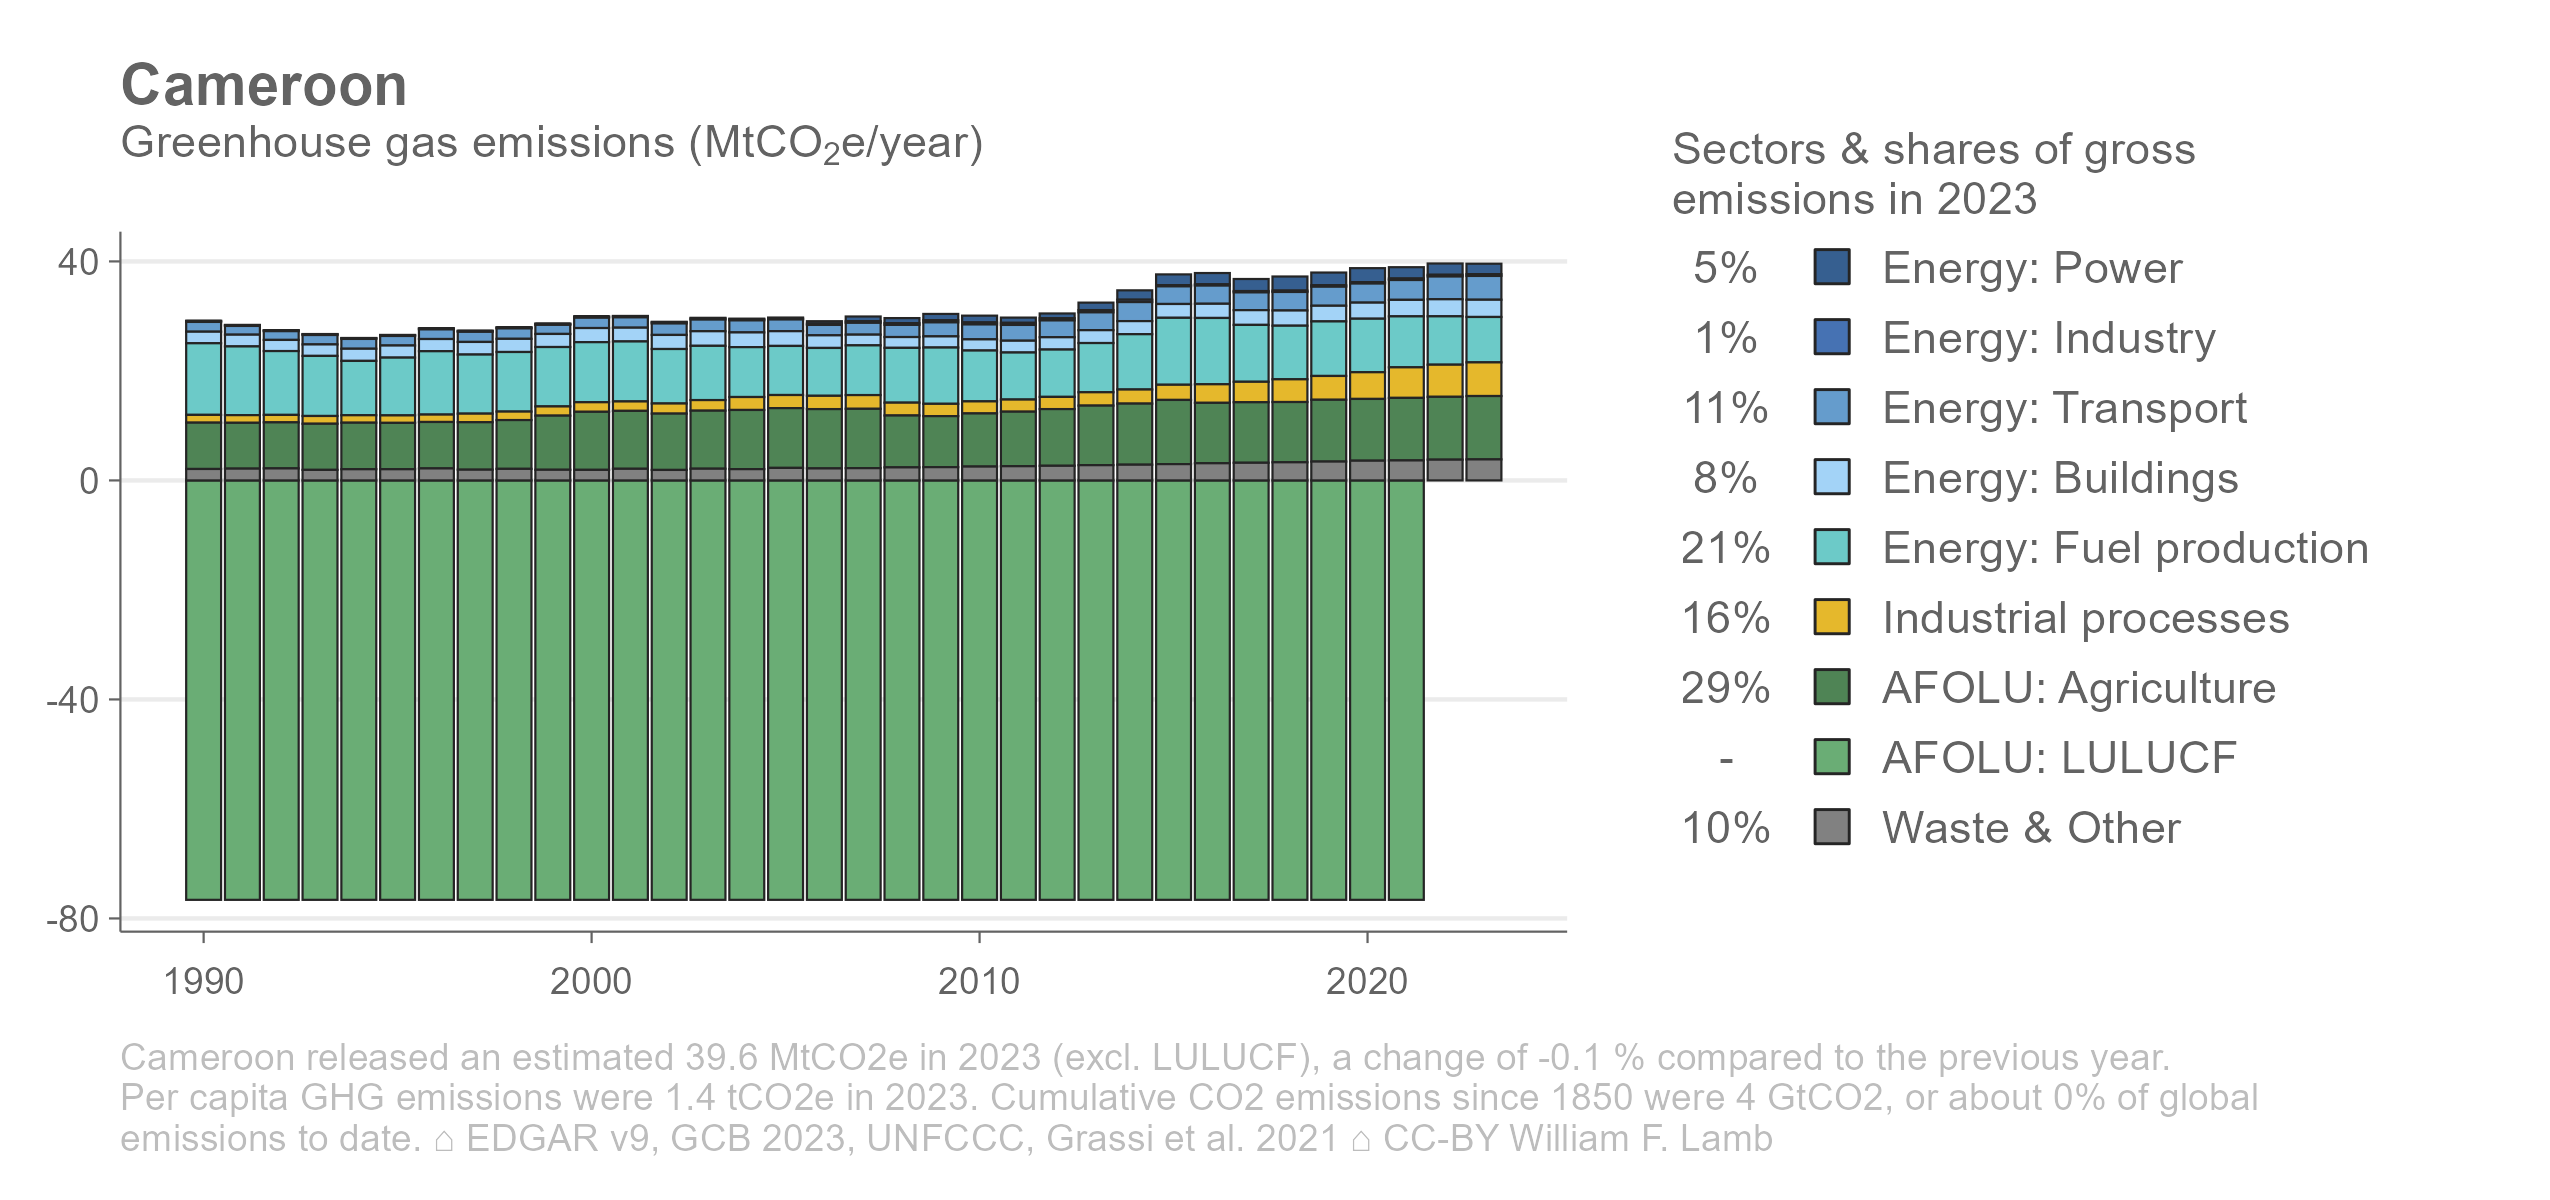 Cameroon
Greenhouse gas emissions (MtCO₂e/year)
Sectors & shares of gross
emissions in 2023
5% Energy: Power
1% Energy: Industry
11% Energy: Transport
8% Energy: Buildings
21% Energy: Fuel production
16% Industrial processes
29% AFOLU: Agriculture
- AFOLU: LULUCF
10% Waste & Other
40
0
-40
-80
1990 2000 2010 2020
Cameroon released an estimated 39.6 MtCO2e in 2023 (excl. LULUCF), a change of -0.1 % compared to the previous year.
Per capita GHG emissions were 1.4 tCO2e in 2023. Cumulative CO2 emissions since 1850 were 4 GtCO2, or about 0% of global
emissions to date. ⌂ EDGAR v9, GCB 2023, UNFCCC, Grassi et al. 2021 ⌂ CC-BY William F. Lamb